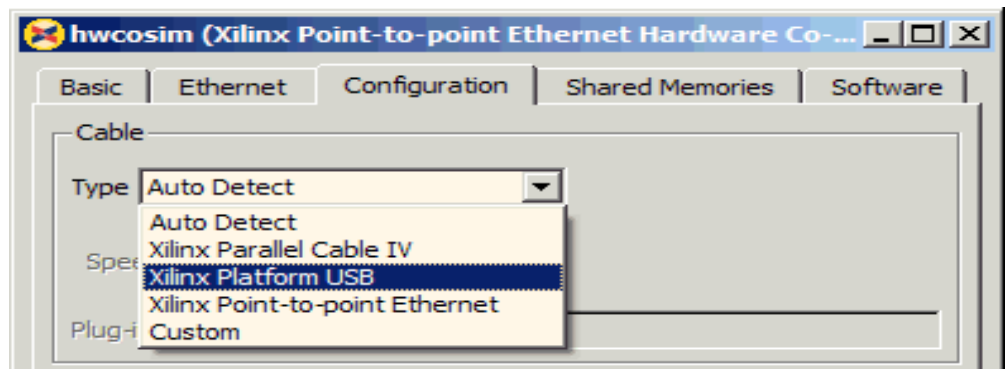 hwcosim (Xilinx Point-to-point Ethernet Hardware Co-...
Basic Ethernet Configuration Shared Memories Software
Cable
Type Auto Detect
Auto Detect
Xilinx Parallel Cable IV
Xilinx Platform USB
Xilinx Point-to-point Ethernet
Custom